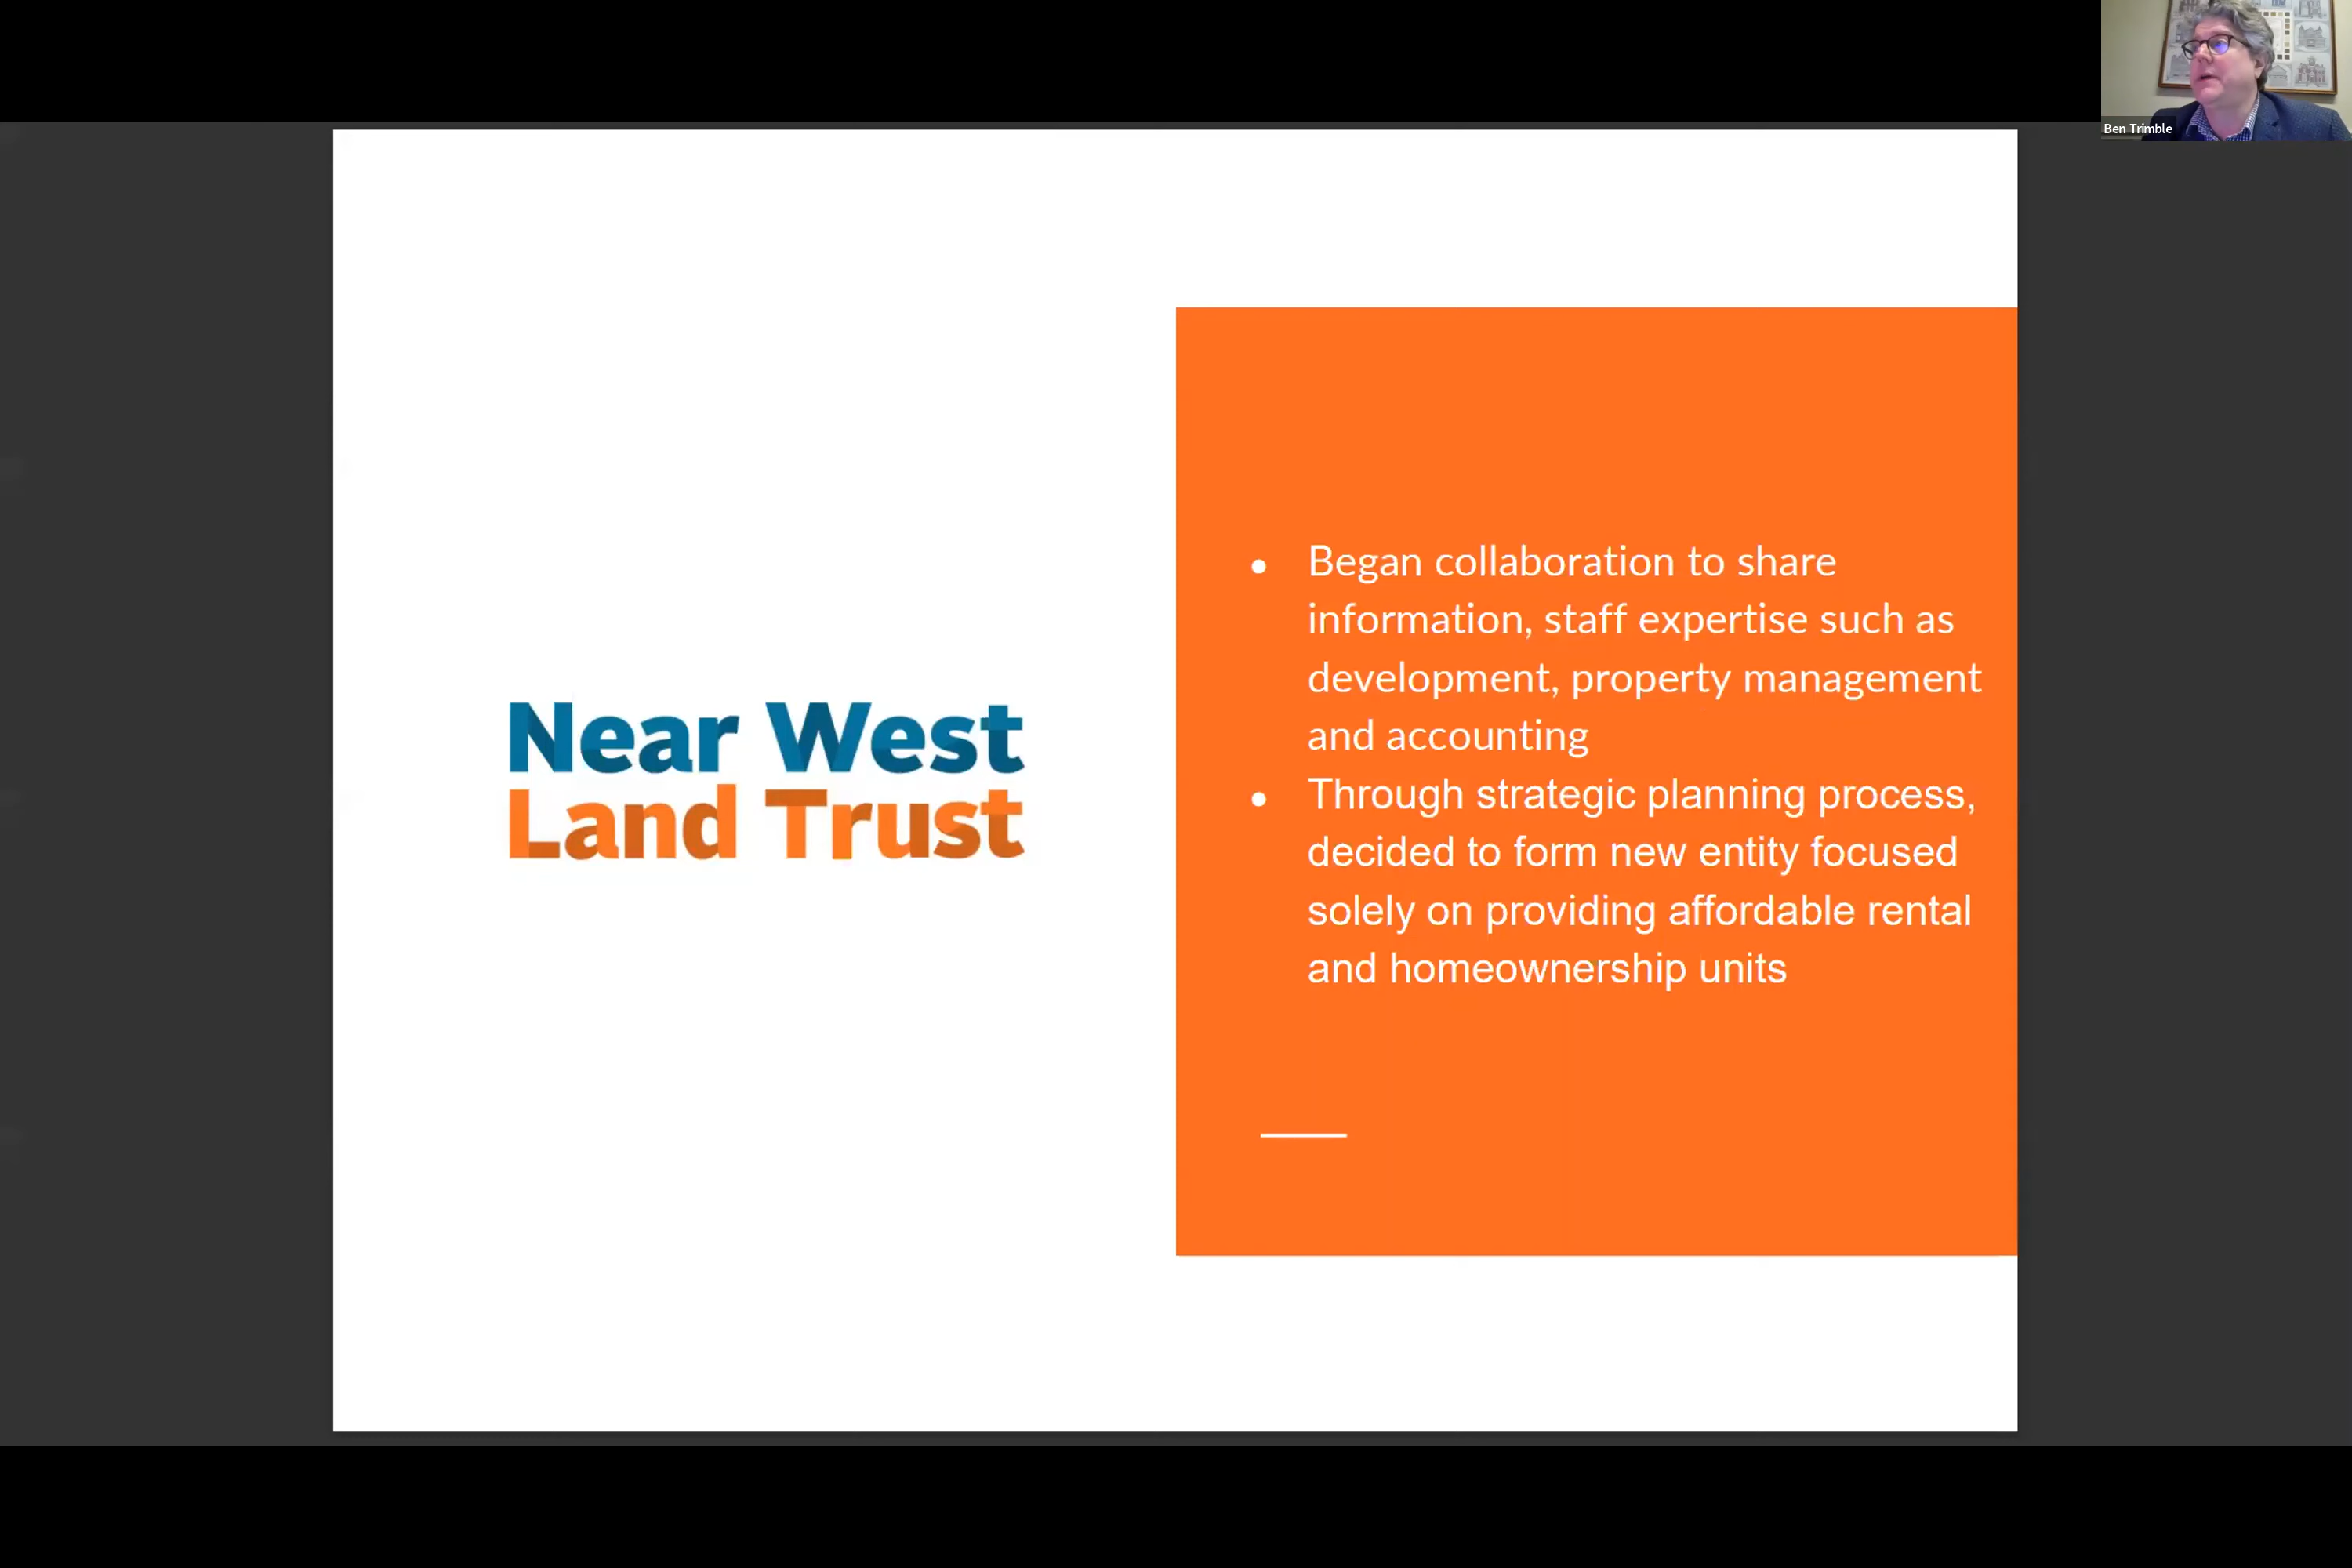 Ben Trimble
Near West
Land Trust
● Began collaboration to share
information, staff expertise such as
development, property management
and accounting
● Through strategic planning process,
decided to form new entity focused
solely on providing affordable rental
and homeownership units